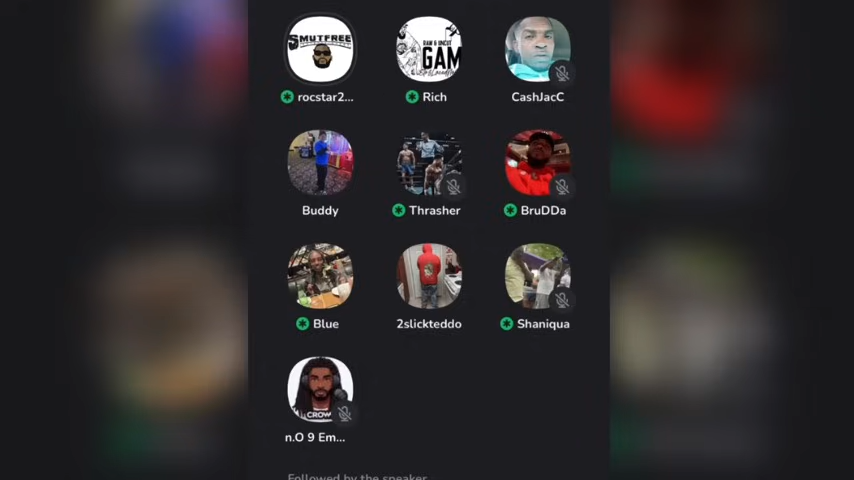 SMUTFREE
RAW & UNCUT
GAM
rocstar2...
Rich
CashJacC
Buddy
Thrasher
BruDDa
Blue
2slickteddo
Shaniqua
CROW
n.O 9 Em...
Followed by the speaker